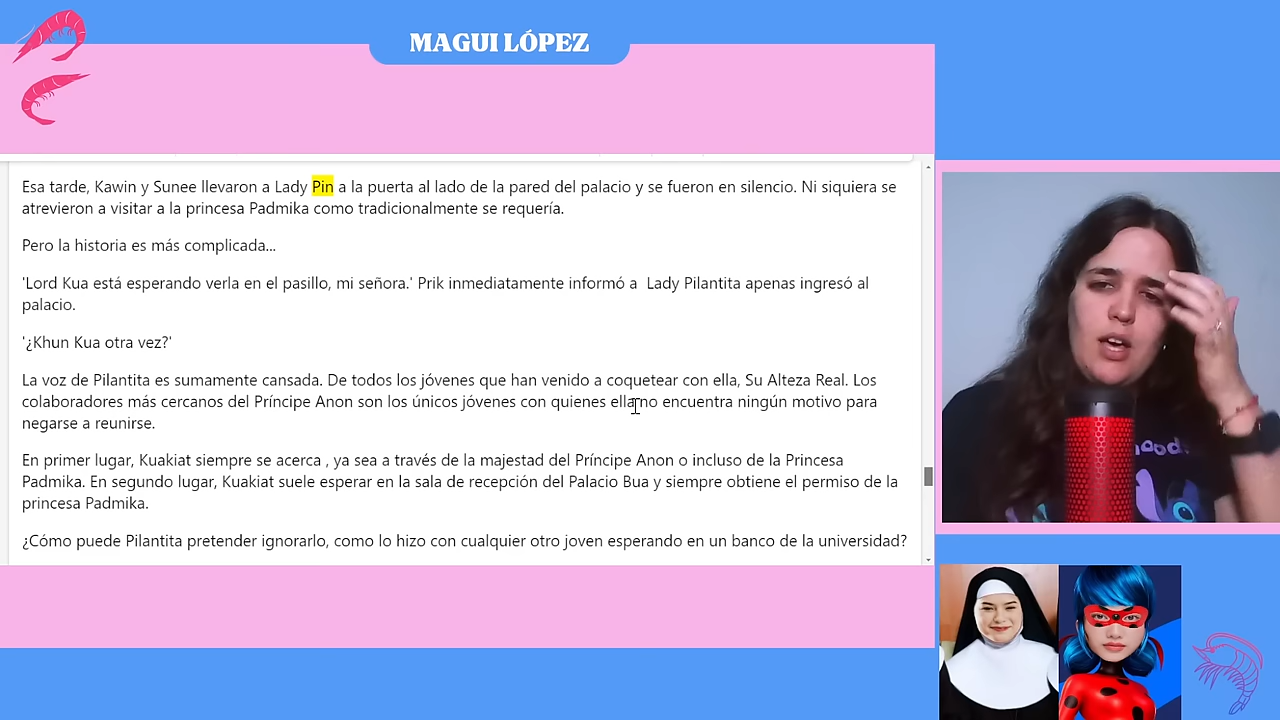 MAGUI LÓPEZ
Esa tarde, Kawin y Sunee llevaron a Lady Pin a la puerta al lado de la pared del palacio y se fueron en silencio. Ni siquiera se
atrevieron a visitar a la princesa Padmika como tradicionalmente se requería.
Pero la historia es más complicada...
'Lord Kua está esperando verla en el pasillo, mi señora.' Prik inmediatamente informó a  Lady Pilantita apenas ingresó al
palacio.
'¿Khun Kua otra vez?'
La voz de Pilantita es sumamente cansada. De todos los jóvenes que han venido a coquetear con ella, Su Alteza Real. Los
colaboradores más cercanos del Príncipe Anon son los únicos jóvenes con quienes ella no encuentra ningún motivo para
negarse a reunirse.
En primer lugar, Kuakiat siempre se acerca , ya sea a través de la majestad del Príncipe Anon o incluso de la Princesa
Padmika. En segundo lugar, Kuakiat suele esperar en la sala de recepción del Palacio Bua y siempre obtiene el permiso de la
princesa Padmika.
¿Cómo puede Pilantita pretender ignorarlo, como lo hizo con cualquier otro joven esperando en un banco de la universidad?